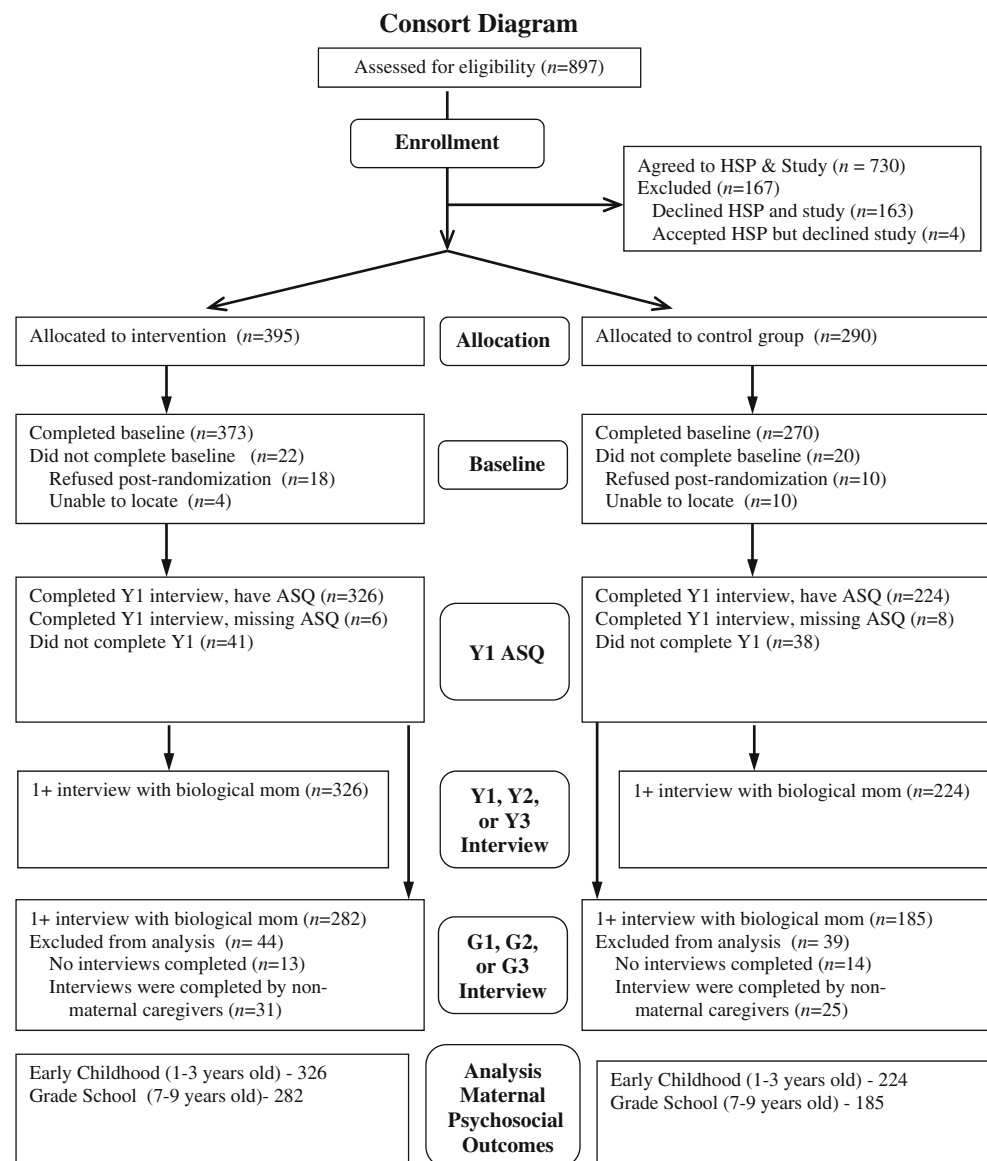 Consort Diagram
Assessed for eligibility (n=897)
Enrollment
Agreed to HSP & Study (n = 730)
Excluded (n=167)
Declined HSP and study (n=163)
Accepted HSP but declined study (n=4)
Allocated to intervention (n=395)
Allocation
Allocated to control group (n=290)
Completed baseline (n=373)
Did not complete baseline (n=22)
Refused post-randomization (n=18)
Unable to locate (n=4)
Baseline
Completed baseline (n=270)
Did not complete baseline (n=20)
Refused post-randomization (n=10)
Unable to locate (n=10)
Completed Y1 interview, have ASQ (n=326)
Completed Y1 interview, missing ASQ (n=6)
Did not complete Y1 (n=41)
Y1 ASQ
Completed Y1 interview, have ASQ (n=224)
Completed Y1 interview, missing ASQ (n=8)
Did not complete Y1 (n=38)
1+ interview with biological mom (n=326)
Y1, Y2,
or Y3
Interview
1+ interview with biological mom (n=224)
1+ interview with biological mom (n=282)
Excluded from analysis (n= 44)
No interviews completed (n=13)
Interviews were completed by non-
maternal caregivers (n=31)
G1, G2,
or G3
Interview
1+ interview with biological mom (n=185)
Excluded from analysis (n= 39)
No interviews completed (n=14)
Interview were completed by non-
maternal caregivers (n=25)
Early Childhood (1-3 years old) - 326
Grade School (7-9 years old)- 282
Analysis
Maternal
Psychosocial
Outcomes
Early Childhood (1-3 years old) - 224
Grade School (7-9 years old) - 185